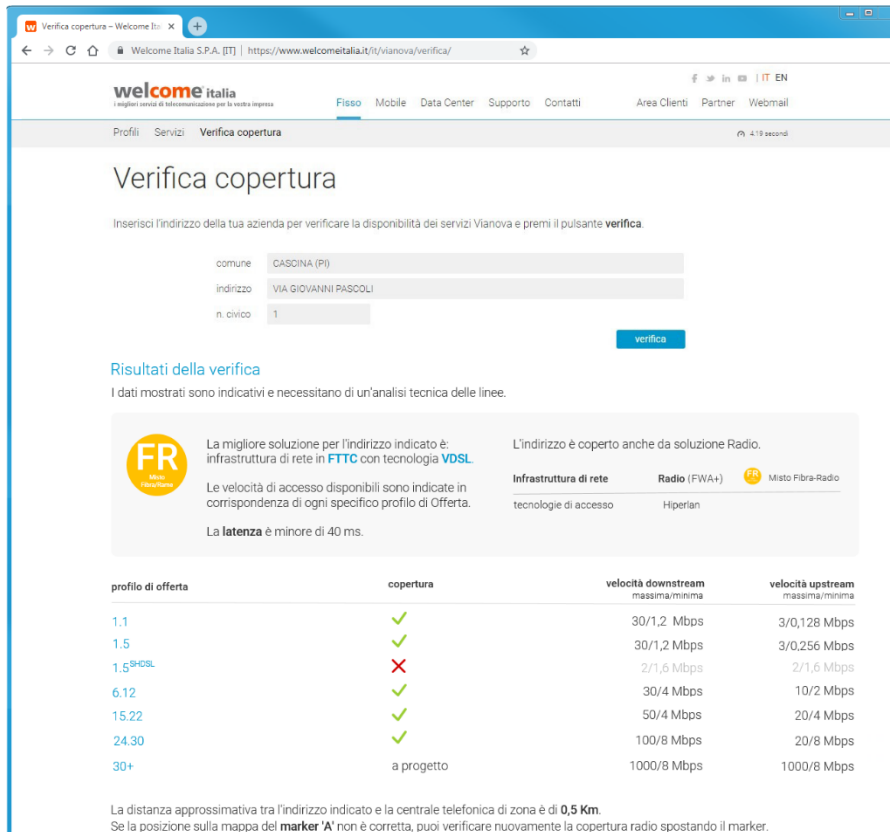 Verifica copertura – Welcome Ita
Welcome Italia S.P.A. [IT] | https://www.welcomeitalia.it/it/vianova/verifica/
| IT EN
welcome italia
i migliori servizi di telecomunicazione per la vostra impresa
Fisso Mobile Data Center Supporto Contatti Area Clienti Partner Webmail
Profili Servizi Verifica copertura 4.19 secondi
Verifica copertura
Inserisci l'indirizzo della tua azienda per verificare la disponibilità dei servizi Vianova e premi il pulsante verifica.
comune CASCINA (PI)
indirizzo VIA GIOVANNI PASCOLI
n. civico 1
verifica
Risultati della verifica
I dati mostrati sono indicativi e necessitano di un'analisi tecnica delle linee.
FR
Misto
Fibra/Rame
La migliore soluzione per l'indirizzo indicato è:
infrastruttura di rete in FTTC con tecnologia VDSL.
Le velocità di accesso disponibili sono indicate in
corrispondenza di ogni specifico profilo di Offerta.
La latenza è minore di 40 ms.
L'indirizzo è coperto anche da soluzione Radio.
Infrastruttura di rete Radio (FWA+) FR Misto Fibra-Radio
tecnologie di accesso Hiperlan
profilo di offerta copertura velocità downstream velocità upstream
massima/minima massima/minima
1.1 30/1,2 Mbps 3/0,128 Mbps
1.5 30/1,2 Mbps 3/0,256 Mbps
1.5 SHDSL 2/1,6 Mbps 2/1,6 Mbps
6.12 30/4 Mbps 10/2 Mbps
15.22 50/4 Mbps 20/4 Mbps
24.30 100/8 Mbps 20/8 Mbps
30+ a progetto 1000/8 Mbps 1000/8 Mbps
La distanza approssimativa tra l'indirizzo indicato e la centrale telefonica di zona è di 0,5 Km.
Se la posizione sulla mappa del marker 'A' non è corretta, puoi verificare nuovamente la copertura radio spostando il marker.